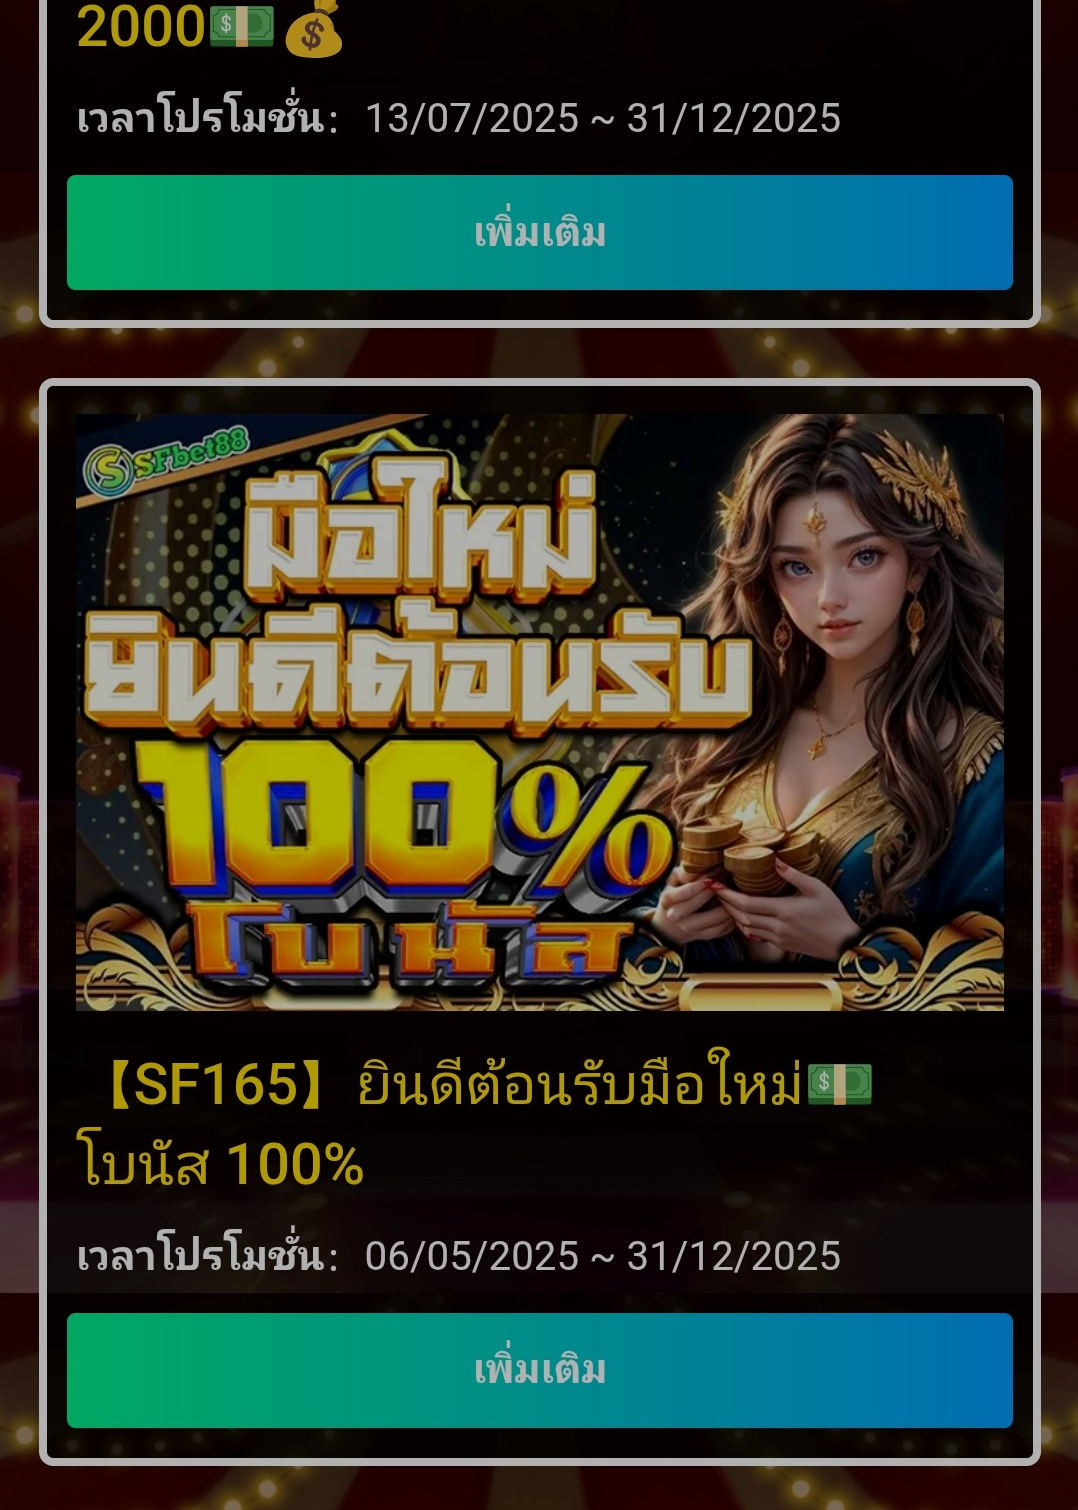 2000💵💰
เวลาโปรโมชั่น: 13/07/2025 ~ 31/12/2025
เพิ่มเติม
SFbet88
มือใหม่
ยินดีต้อนรับ
100%
โบนัส
【SF165】ยินดีต้อนรับมือใหม่💵
โบนัส 100%
เวลาโปรโมชั่น: 06/05/2025 ~ 31/12/2025
เพิ่มเติม